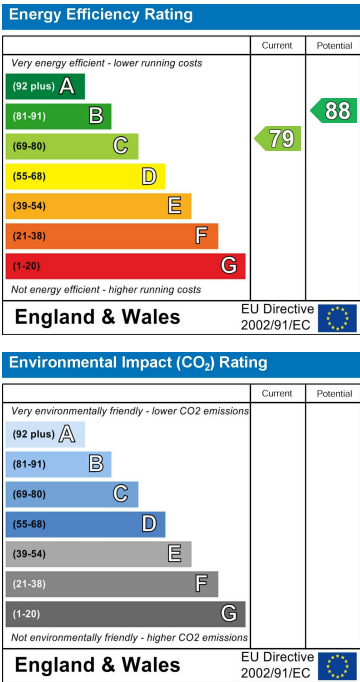 Energy Efficiency Rating
Current Potential
Very energy efficient - lower running costs
(92 plus) A
(81-91) B
(69-80) C
(55-68) D
(39-54) E
(21-38) F
(1-20) G
79
88
Not energy efficient - higher running costs
England & Wales
EU Directive
2002/91/EC
Environmental Impact (CO₂) Rating
Current Potential
Very environmentally friendly - lower CO2 emissions
(92 plus) A
(81-91) B
(69-80) C
(55-68) D
(39-54) E
(21-38) F
(1-20) G
Not environmentally friendly - higher CO2 emissions
England & Wales
EU Directive
2002/91/EC